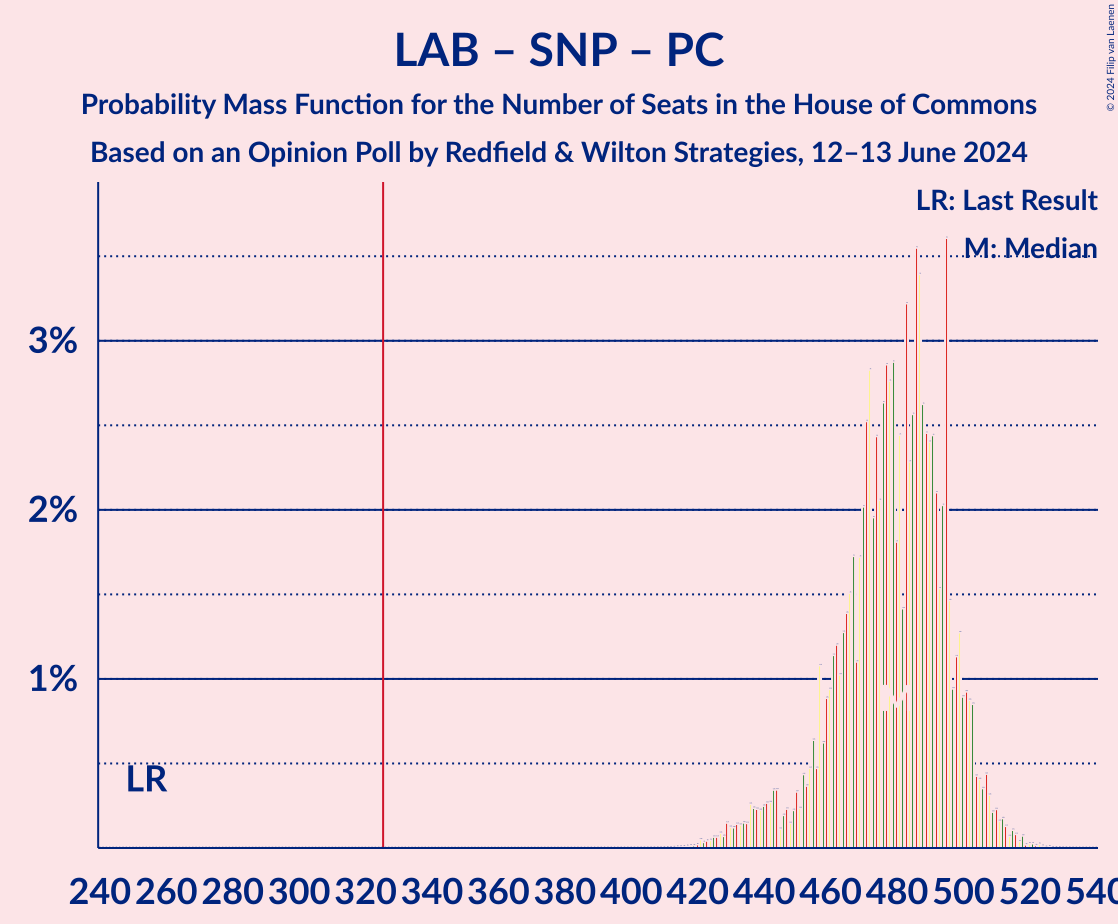 LAB – SNP – PC
Probability Mass Function for the Number of Seats in the House of Commons
Based on an Opinion Poll by Redfield & Wilton Strategies, 12–13 June 2024
© 2024 Filip van Laenen
LR: Last Result
M: Median
3%
2%
1%
LR
240 260 280 300 320 340 360 380 400 420 440 460 480 500 520 540